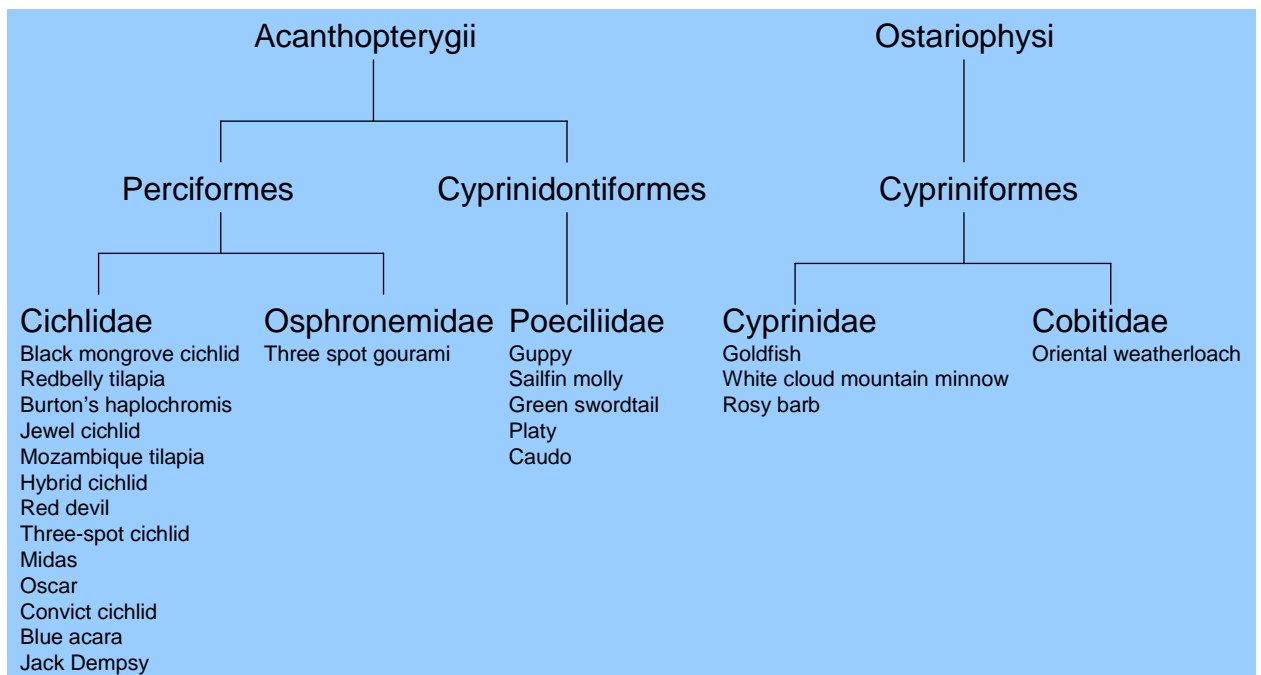 Acanthopterygii
Ostariophysi
Perciformes
Cyprinidontiformes
Cypriniformes
Cichlidae
Black mongrove cichlid
Redbelly tilapia
Burton's haplochromis
Jewel cichlid
Mozambique tilapia
Hybrid cichlid
Red devil
Three-spot cichlid
Midas
Oscar
Convict cichlid
Blue acara
Jack Dempsy
Osphronemidae
Three spot gourami
Poeciliidae
Guppy
Sailfin molly
Green swordtail
Platy
Caudo
Cyprinidae
Goldfish
White cloud mountain minnow
Rosy barb
Cobitidae
Oriental weatherloach